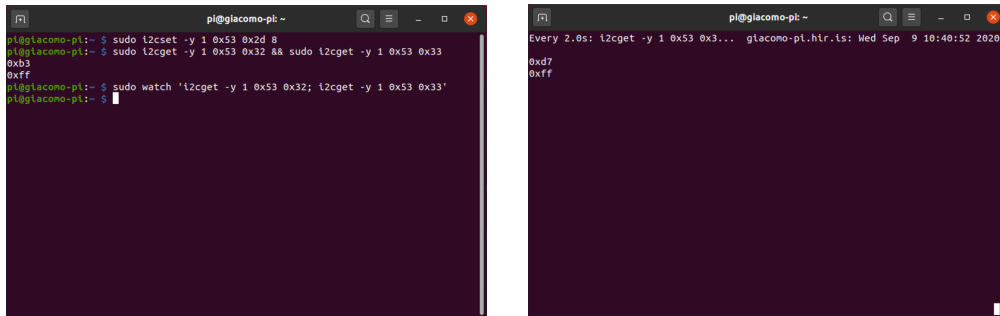 pi@giacomo-pi: ~
pi@giacomo-pi:~ $ sudo i2cset -y 1 0x53 0x2d 8
pi@giacomo-pi:~ $ sudo i2cget -y 1 0x53 0x32 && sudo i2cget -y 1 0x53 0x33
0xb3
0xff
pi@giacomo-pi:~ $ sudo watch 'i2cget -y 1 0x53 0x32; i2cget -y 1 0x53 0x33'
pi@giacomo-pi:~ $
pi@giacomo-pi: ~
Every 2.0s: i2cget -y 1 0x53 0x3... giacomo-pi.hir.is: Wed Sep 9 10:40:52 2020
0xd7
0xff